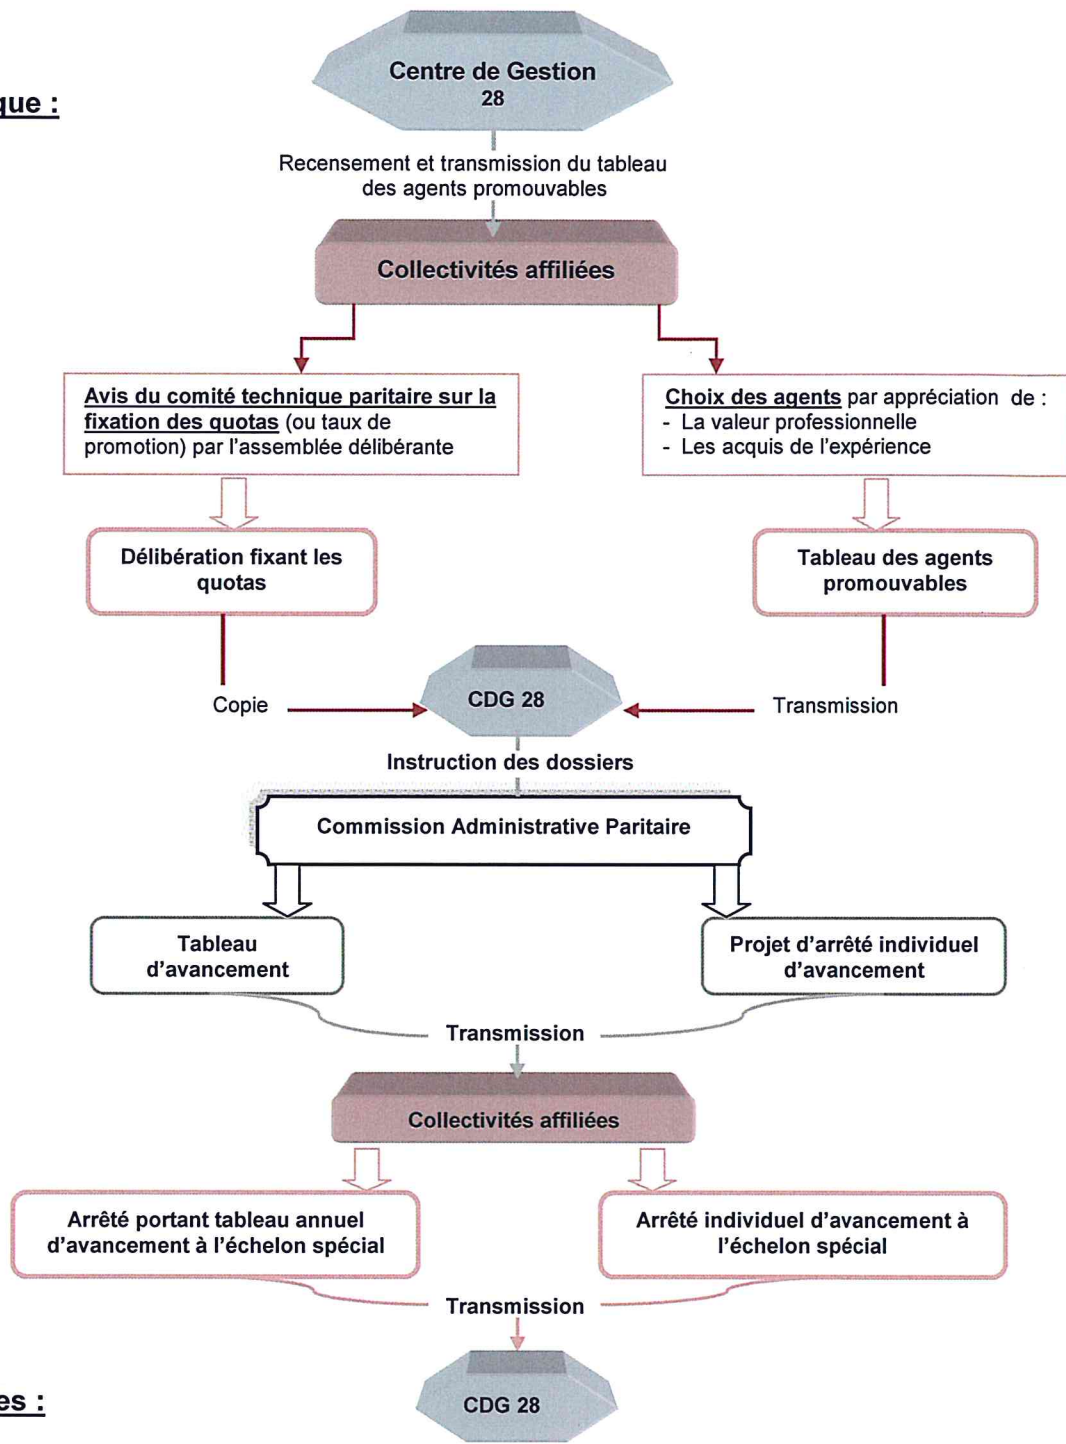 Centre de Gestion
28
que :
Recensement et transmission du tableau
des agents promouvables
Collectivités affiliées
Avis du comité technique paritaire sur la
fixation des quotas (ou taux de
promotion) par l'assemblée délibérante
Choix des agents par appréciation de :
- La valeur professionnelle
- Les acquis de l'expérience
Délibération fixant les
quotas
Tableau des agents
promouvables
Copie
CDG 28
Transmission
Instruction des dossiers
Commission Administrative Paritaire
Tableau
d'avancement
Projet d'arrêté individuel
d'avancement
Transmission
Collectivités affiliées
Arrêté portant tableau annuel
d'avancement à l'échelon spécial
Arrêté individuel d'avancement à
l'échelon spécial
Transmission
CDG 28
es :